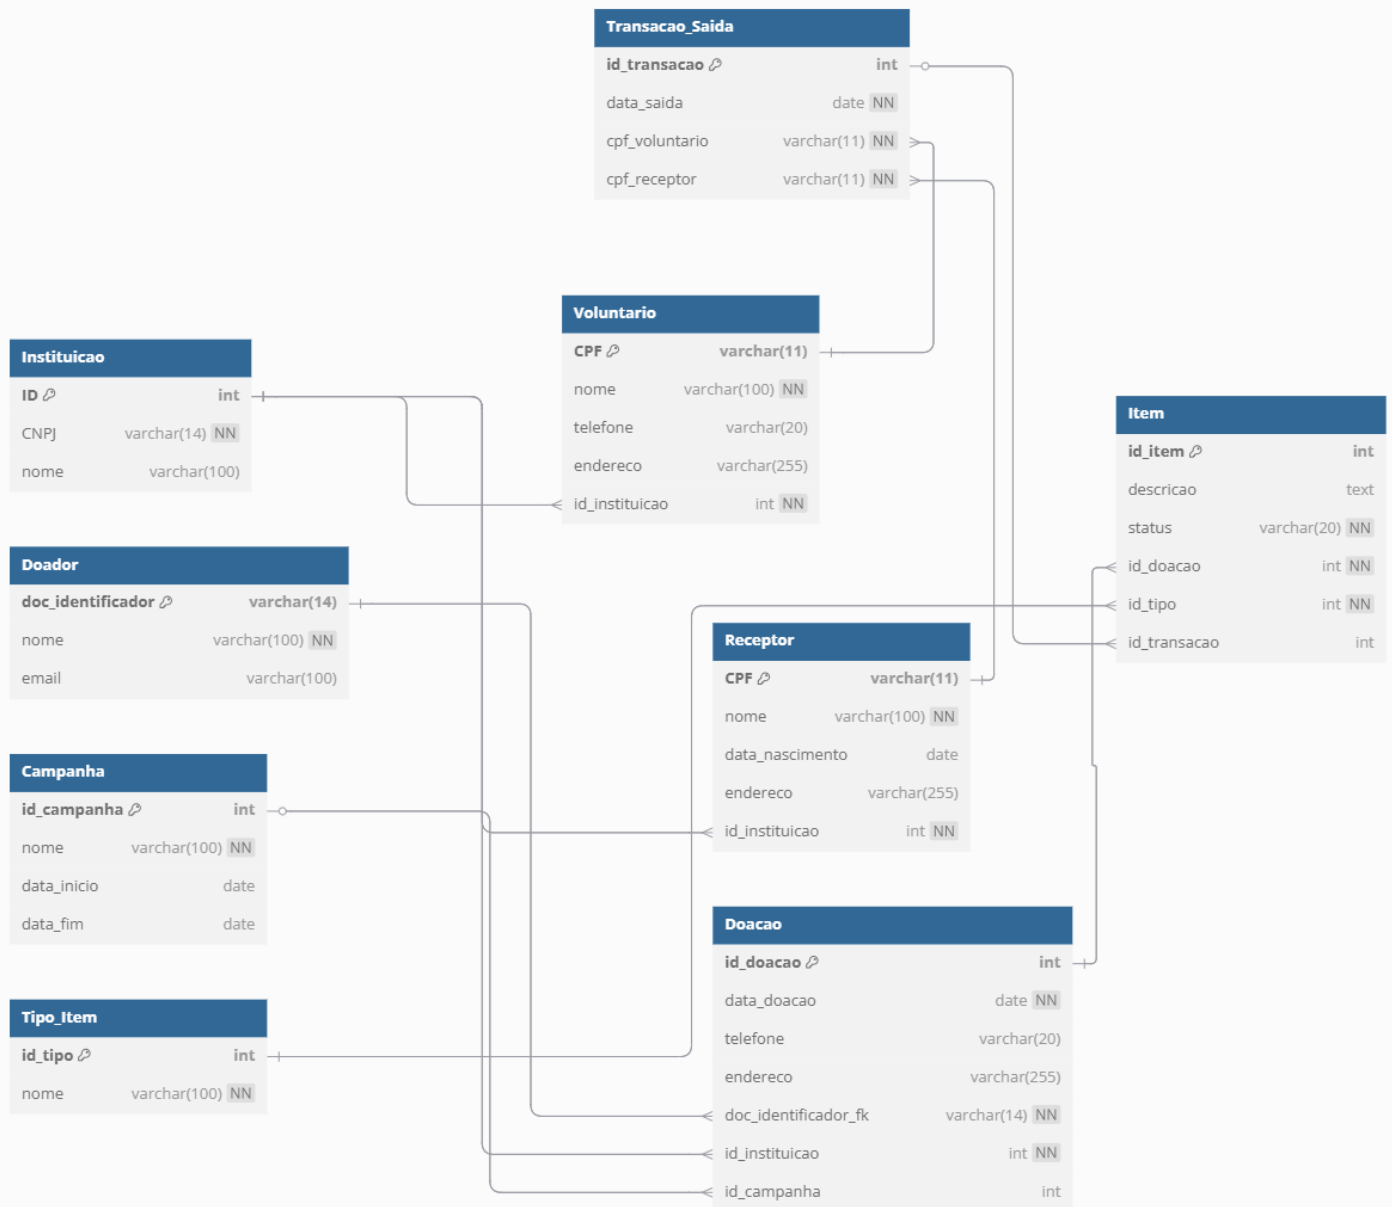 Transacao_Saida
id_transacao int
data_saida date NN
cpf_voluntario varchar(11) NN
cpf_receptor varchar(11) NN
Voluntario
CPF varchar(11)
nome varchar(100) NN
telefone varchar(20)
endereco varchar(255)
id_instituicao int NN
Instituicao
ID int
CNPJ varchar(14) NN
nome varchar(100)
Item
id_item int
descricao text
status varchar(20) NN
id_doacao int NN
id_tipo int NN
id_transacao int
Doador
doc_identificador varchar(14)
nome varchar(100) NN
email varchar(100)
Receptor
CPF varchar(11)
nome varchar(100) NN
data_nascimento date
endereco varchar(255)
id_instituicao int NN
Campanha
id_campanha int
nome varchar(100) NN
data_inicio date
data_fim date
Doacao
id_doacao int
data_doacao date NN
telefone varchar(20)
endereco varchar(255)
doc_identificador_fk varchar(14) NN
id_instituicao int NN
id_campanha int
Tipo_Item
id_tipo int
nome varchar(100) NN